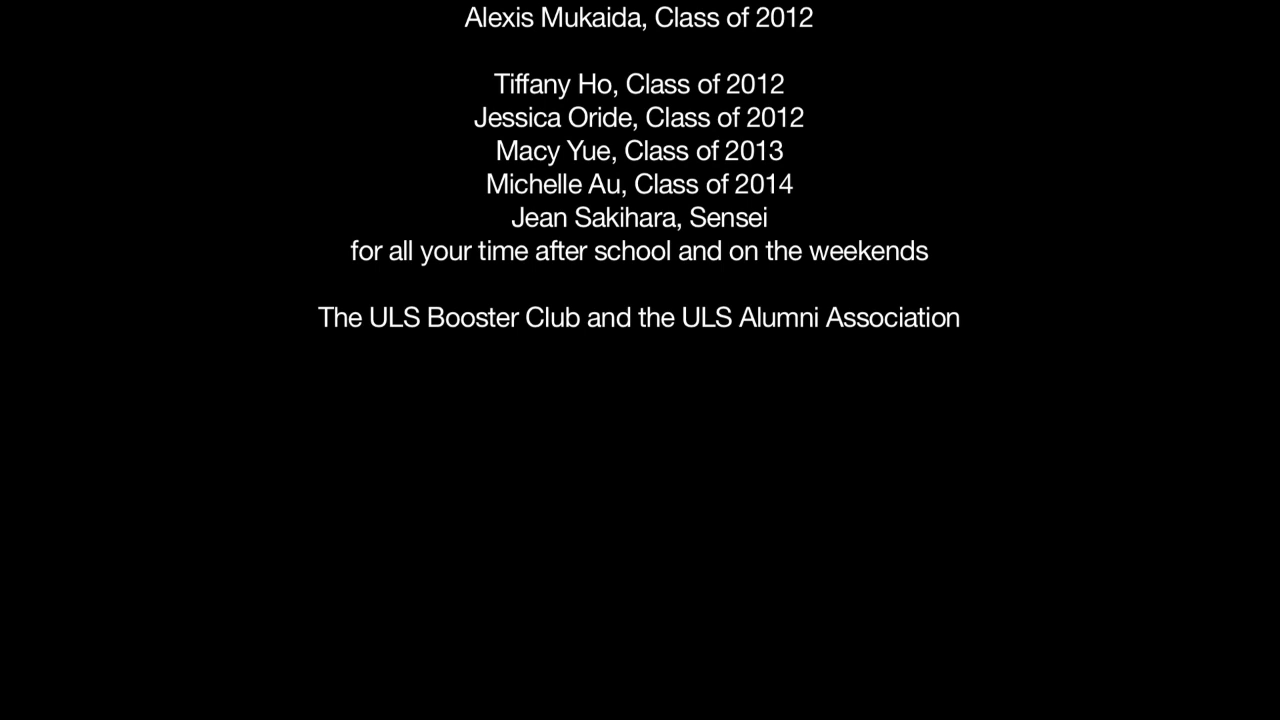 Alexis Mukaida, Class of 2012
Tiffany Ho, Class of 2012
Jessica Oride, Class of 2012
Macy Yue, Class of 2013
Michelle Au, Class of 2014
Jean Sakihara, Sensei
for all your time after school and on the weekends
The ULS Booster Club and the ULS Alumni Association